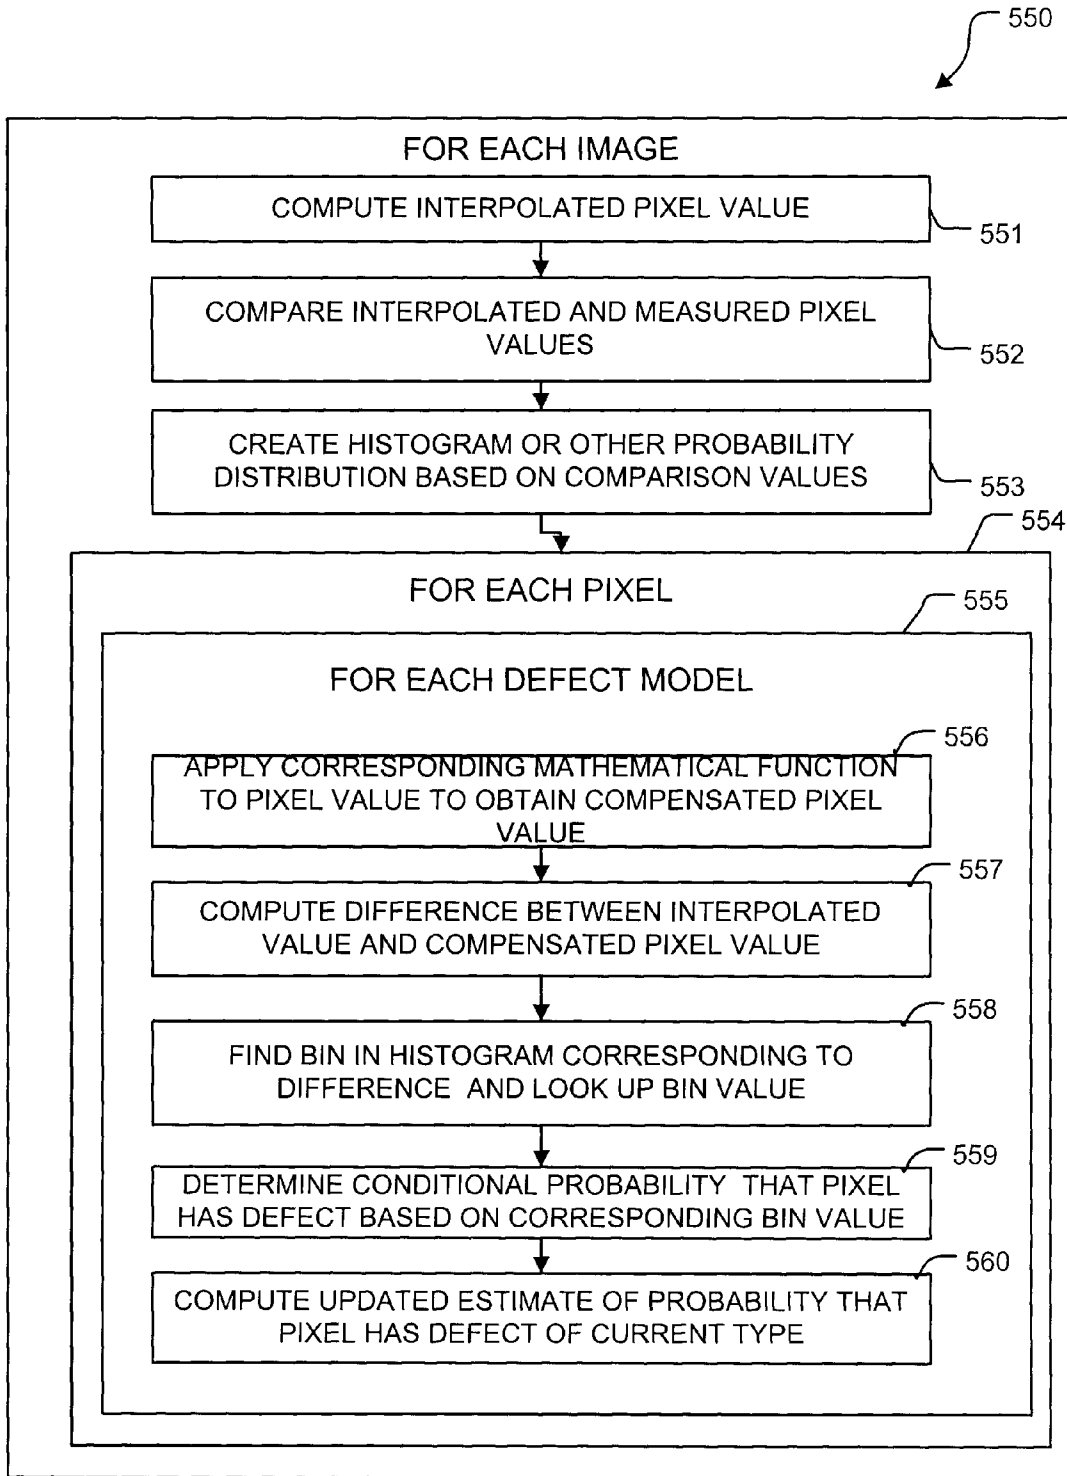 550
FOR EACH IMAGE
COMPUTE INTERPOLATED PIXEL VALUE
551
COMPARE INTERPOLATED AND MEASURED PIXEL
VALUES
552
CREATE HISTOGRAM OR OTHER PROBABILITY
DISTRIBUTION BASED ON COMPARISON VALUES
553
554
FOR EACH PIXEL
555
FOR EACH DEFECT MODEL
556
APPLY CORRESPONDING MATHEMATICAL FUNCTION
TO PIXEL VALUE TO OBTAIN COMPENSATED PIXEL
VALUE
557
COMPUTE DIFFERENCE BETWEEN INTERPOLATED
VALUE AND COMPENSATED PIXEL VALUE
558
FIND BIN IN HISTOGRAM CORRESPONDING TO
DIFFERENCE AND LOOK UP BIN VALUE
559
DETERMINE CONDITIONAL PROBABILITY THAT PIXEL
HAS DEFECT BASED ON CORRESPONDING BIN VALUE
560
COMPUTE UPDATED ESTIMATE OF PROBABILITY THAT
PIXEL HAS DEFECT OF CURRENT TYPE